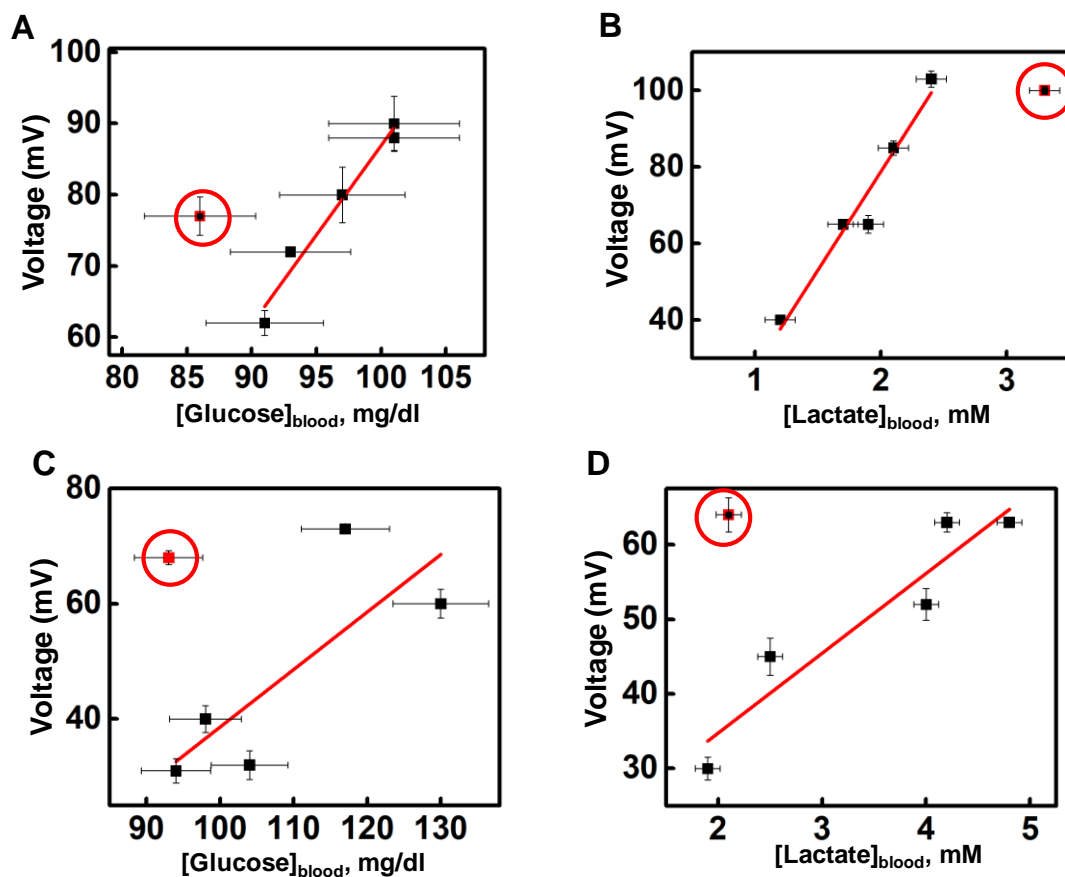 A
Voltage (mV)
100
90
80
70
60
80 85 90 95 100 105
[Glucose]blood, mg/dl
B
Voltage (mV)
100
80
60
40
1 2 3
[Lactate]blood, mM
C
Voltage (mV)
80
60
40
90 100 110 120 130
[Glucose]blood, mg/dl
D
Voltage (mV)
60
50
40
30
2 3 4 5
[Lactate]blood, mM